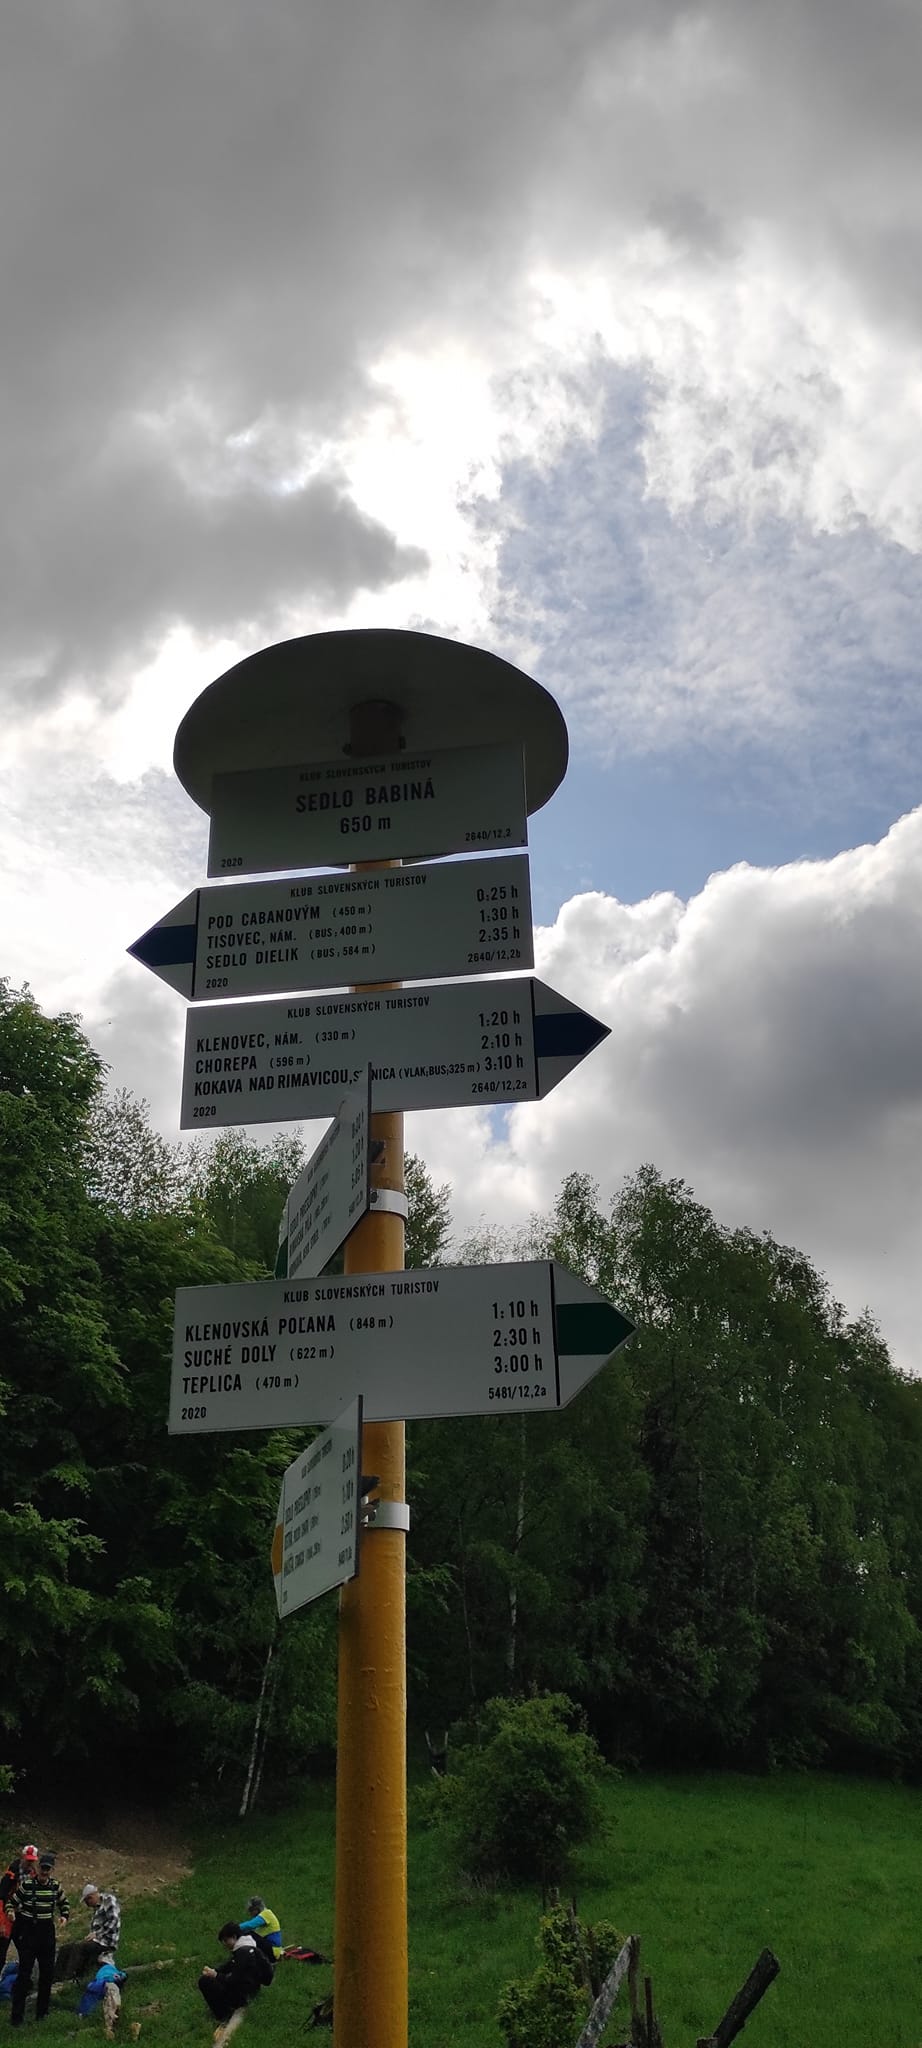 KLUB SLOVENSKÝCH TURISTOV
SEDLO BABINÁ
650 m
2020 2640/12,2
KLUB SLOVENSKÝCH TURISTOV
POD CABANOVÝM (450 m) 0:25 h
TISOVEC, NÁM. (BUS; 400 m) 1:30 h
SEDLO DIELIK (BUS; 584 m) 2:35 h
2020 2640/12,2b
KLUB SLOVENSKÝCH TURISTOV
KLENOVEC, NÁM. (330 m) 1:20 h
CHOREPA (596 m) 2:10 h
KOKAVA NAD RIMAVICOU, (VLAK;BUS;325 m) 3:10 h
2020 2640/12,2a
KLUB SLOVENSKÝCH TURISTOV
KLENOVSKÁ POĽANA (848 m) 1:10 h
SUCHÉ DOLY (622 m) 2:30 h
TEPLICA (470 m) 3:00 h
2020 5481/12,2a